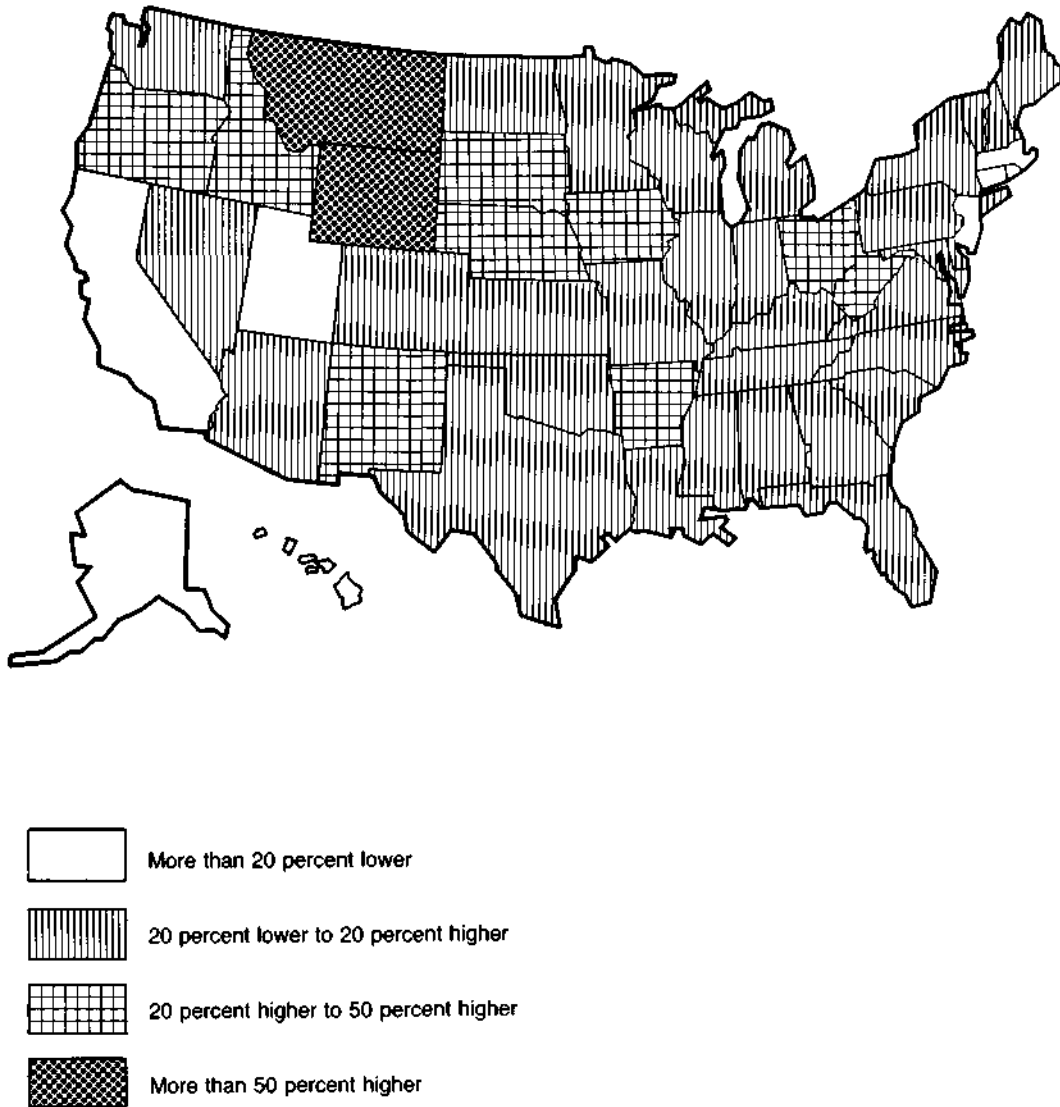 More than 20 percent lower
20 percent lower to 20 percent higher
20 percent higher to 50 percent higher
More than 50 percent higher